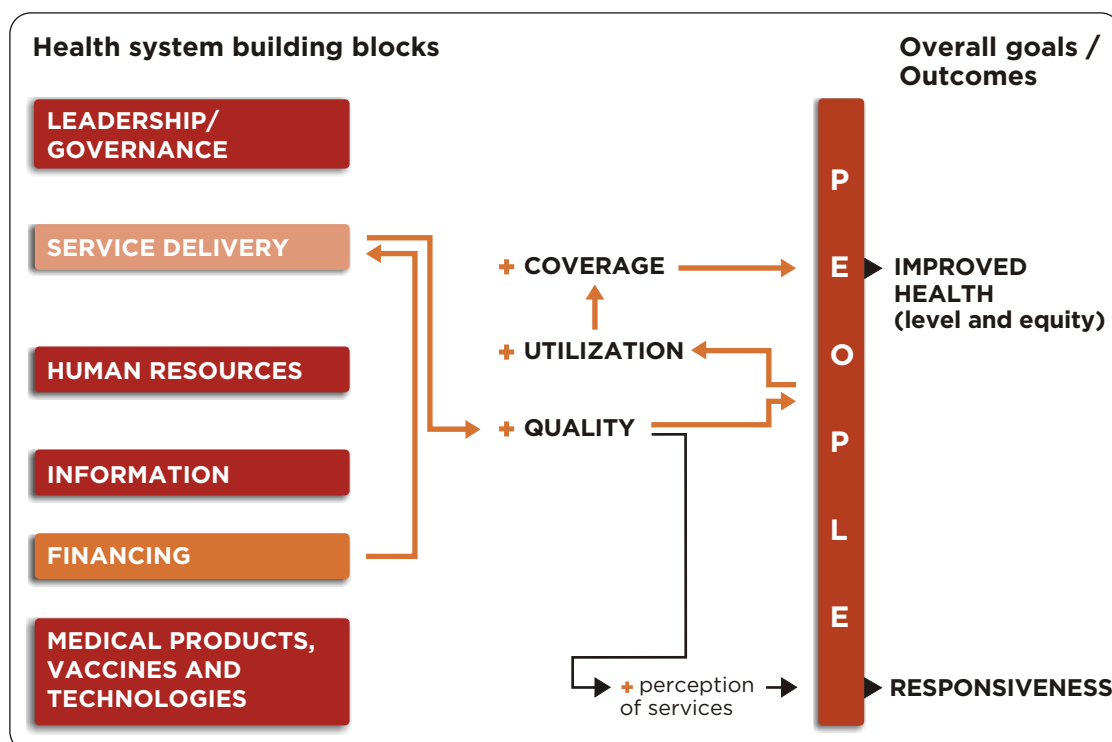 Health system building blocks
Overall goals /
Outcomes
LEADERSHIP/
GOVERNANCE
SERVICE DELIVERY
HUMAN RESOURCES
INFORMATION
FINANCING
MEDICAL PRODUCTS,
VACCINES AND
TECHNOLOGIES
+ COVERAGE
+ UTILIZATION
+ QUALITY
+ perception
of services
P
E
O
P
L
E
IMPROVED
HEALTH
(level and equity)
RESPONSIVENESS